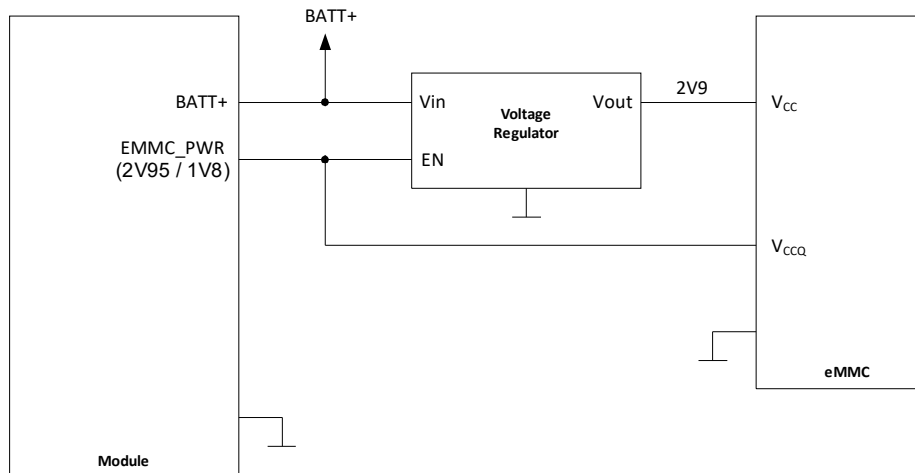 BATT+
BATT+
Vin
Vout
2V9
VCC
Voltage
Regulator
EMMC_PWR
(2V95 / 1V8)
EN
VCCQ
eMMC
Module